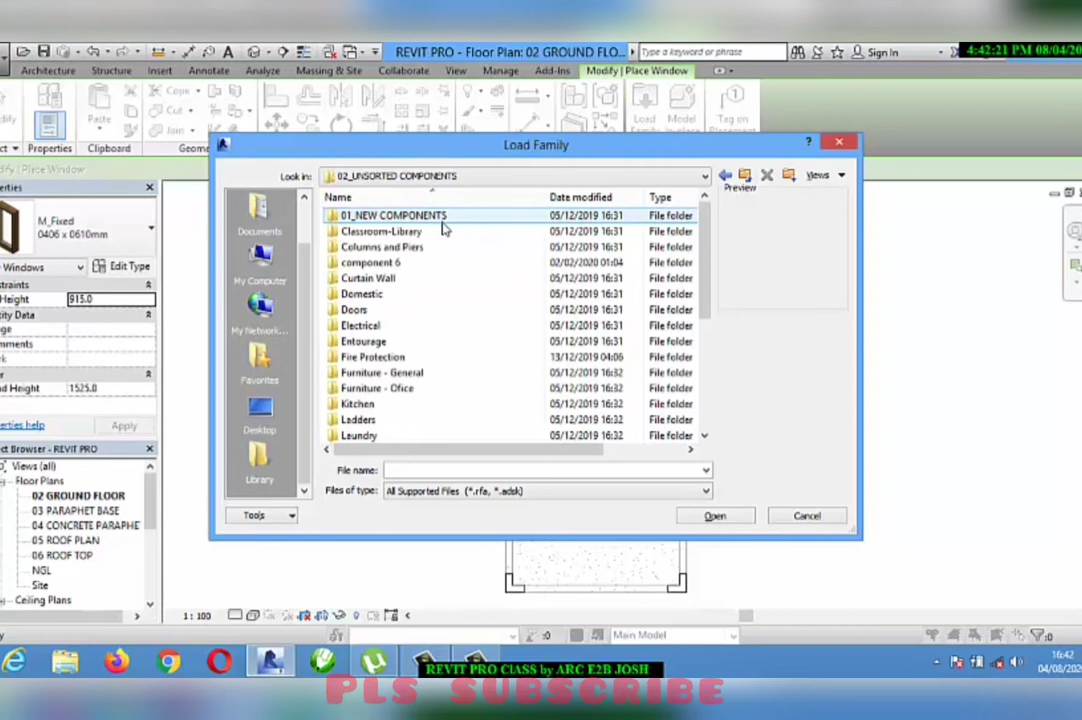 REVIT PRO - Floor Plan: 02 GROUND FLO...
Type a keyword or phrase
Sign In
4:42:21 PM 08/04/20
Architecture Structure Insert Annotate Analyze Massing & Site Collaborate View Manage Add-Ins Modify | Place Window
Paste
Cope
Cut
Join
Load
Model
Tag on
Properties Clipboard
Place Window
Load Family
?
Look in: 02_UNSORTED COMPONENTS
Views
Preview
Name Date modified Type
01_NEW COMPONENTS 05/12/2019 16:31 File folder
Classroom-Library 05/12/2019 16:31 File folder
Columns and Piers 05/12/2019 16:31 File folder
component 6 02/02/2020 01:04 File folder
Curtain Wall 05/12/2019 16:31 File folder
Domestic 05/12/2019 16:31 File folder
Doors 05/12/2019 16:31 File folder
Electrical 05/12/2019 16:31 File folder
Entourage 05/12/2019 16:31 File folder
Fire Protection 13/12/2019 04:06 File folder
Furniture - General 05/12/2019 16:32 File folder
Furniture - Ofice 05/12/2019 16:32 File folder
Kitchen 05/12/2019 16:32 File folder
Ladders 05/12/2019 16:32 File folder
Laundry 05/12/2019 16:32 File folder
Documents
My Computer
My Network...
Favorites
Desktop
Library
File name:
Files of type: All Supported Files (*.rfa, *.adsk)
Tools
Open
Cancel
M_Fixed
0406 x 0610mm
Windows
Edit Type
Height 915.0
Height 1525.0
Apply
Browser - REVIT PRO
Views (all)
Floor Plans
02 GROUND FLOOR
03 PARAPHET BASE
04 CONCRETE PARAPHE
05 ROOF PLAN
06 ROOF TOP
NGL
Site
Ceiling Plans
1 : 100
:0
Main Model
:0
REVIT PRO CLASS by ARC E2B JOSH
16:42
04/08/20
PLS SUBSCRIBE